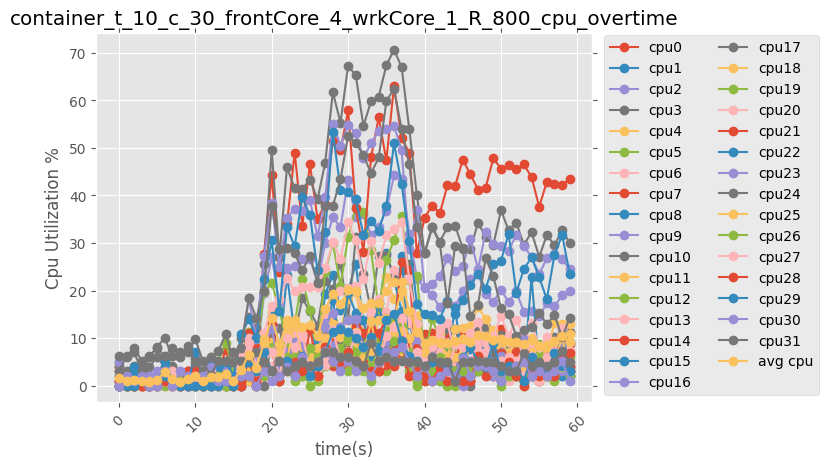 container_t_10_c_30_frontCore_4_wrkCore_1_R_800_cpu_overtime
Cpu Utilization %
70
60
50
40
30
20
10
0
0
10
20
30
40
50
60
time(s)
cpu0
cpu1
cpu2
cpu3
cpu4
cpu5
cpu6
cpu7
cpu8
cpu9
cpu10
cpu11
cpu12
cpu13
cpu14
cpu15
cpu16
cpu17
cpu18
cpu19
cpu20
cpu21
cpu22
cpu23
cpu24
cpu25
cpu26
cpu27
cpu28
cpu29
cpu30
cpu31
avg cpu